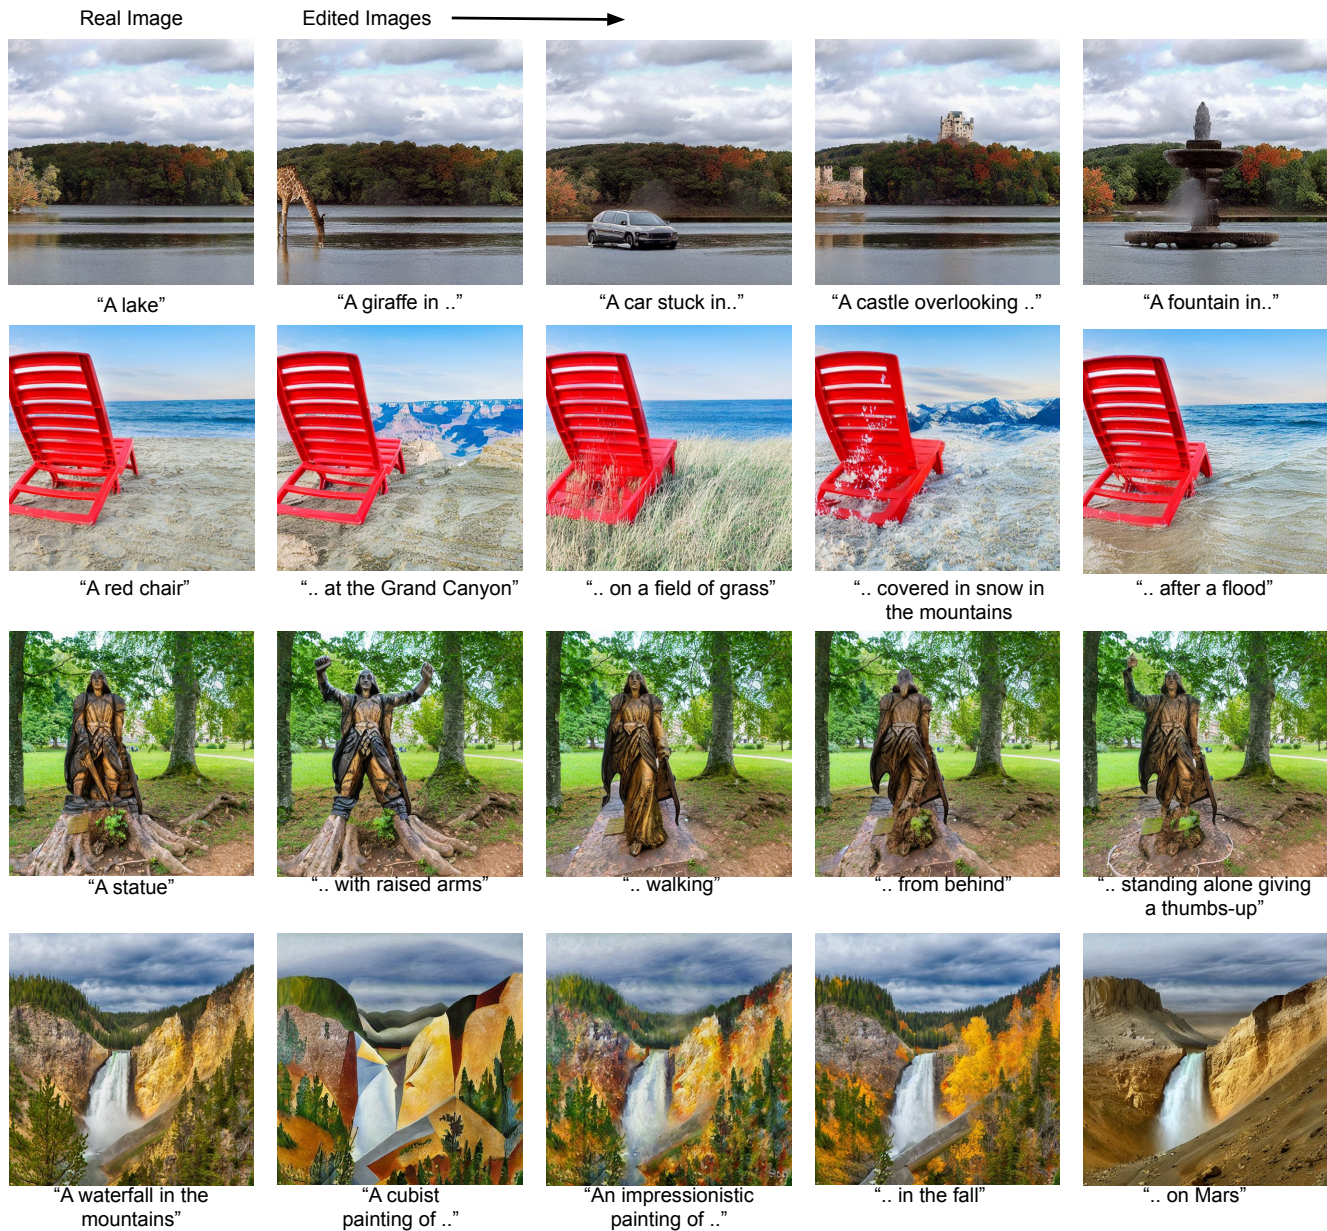 Real Image
Edited Images
“A lake”
“A giraffe in ..”
“A car stuck in..”
“A castle overlooking ..”
“A fountain in..”
“A red chair”
“.. at the Grand Canyon”
“.. on a field of grass”
“.. covered in snow in
the mountains
“.. after a flood”
“A statue”
“.. with raised arms”
“.. walking”
“.. from behind”
“.. standing alone giving
a thumbs-up”
“A waterfall in the
mountains”
“A cubist
painting of ..”
“An impressionistic
painting of ..”
“.. in the fall”
“.. on Mars”